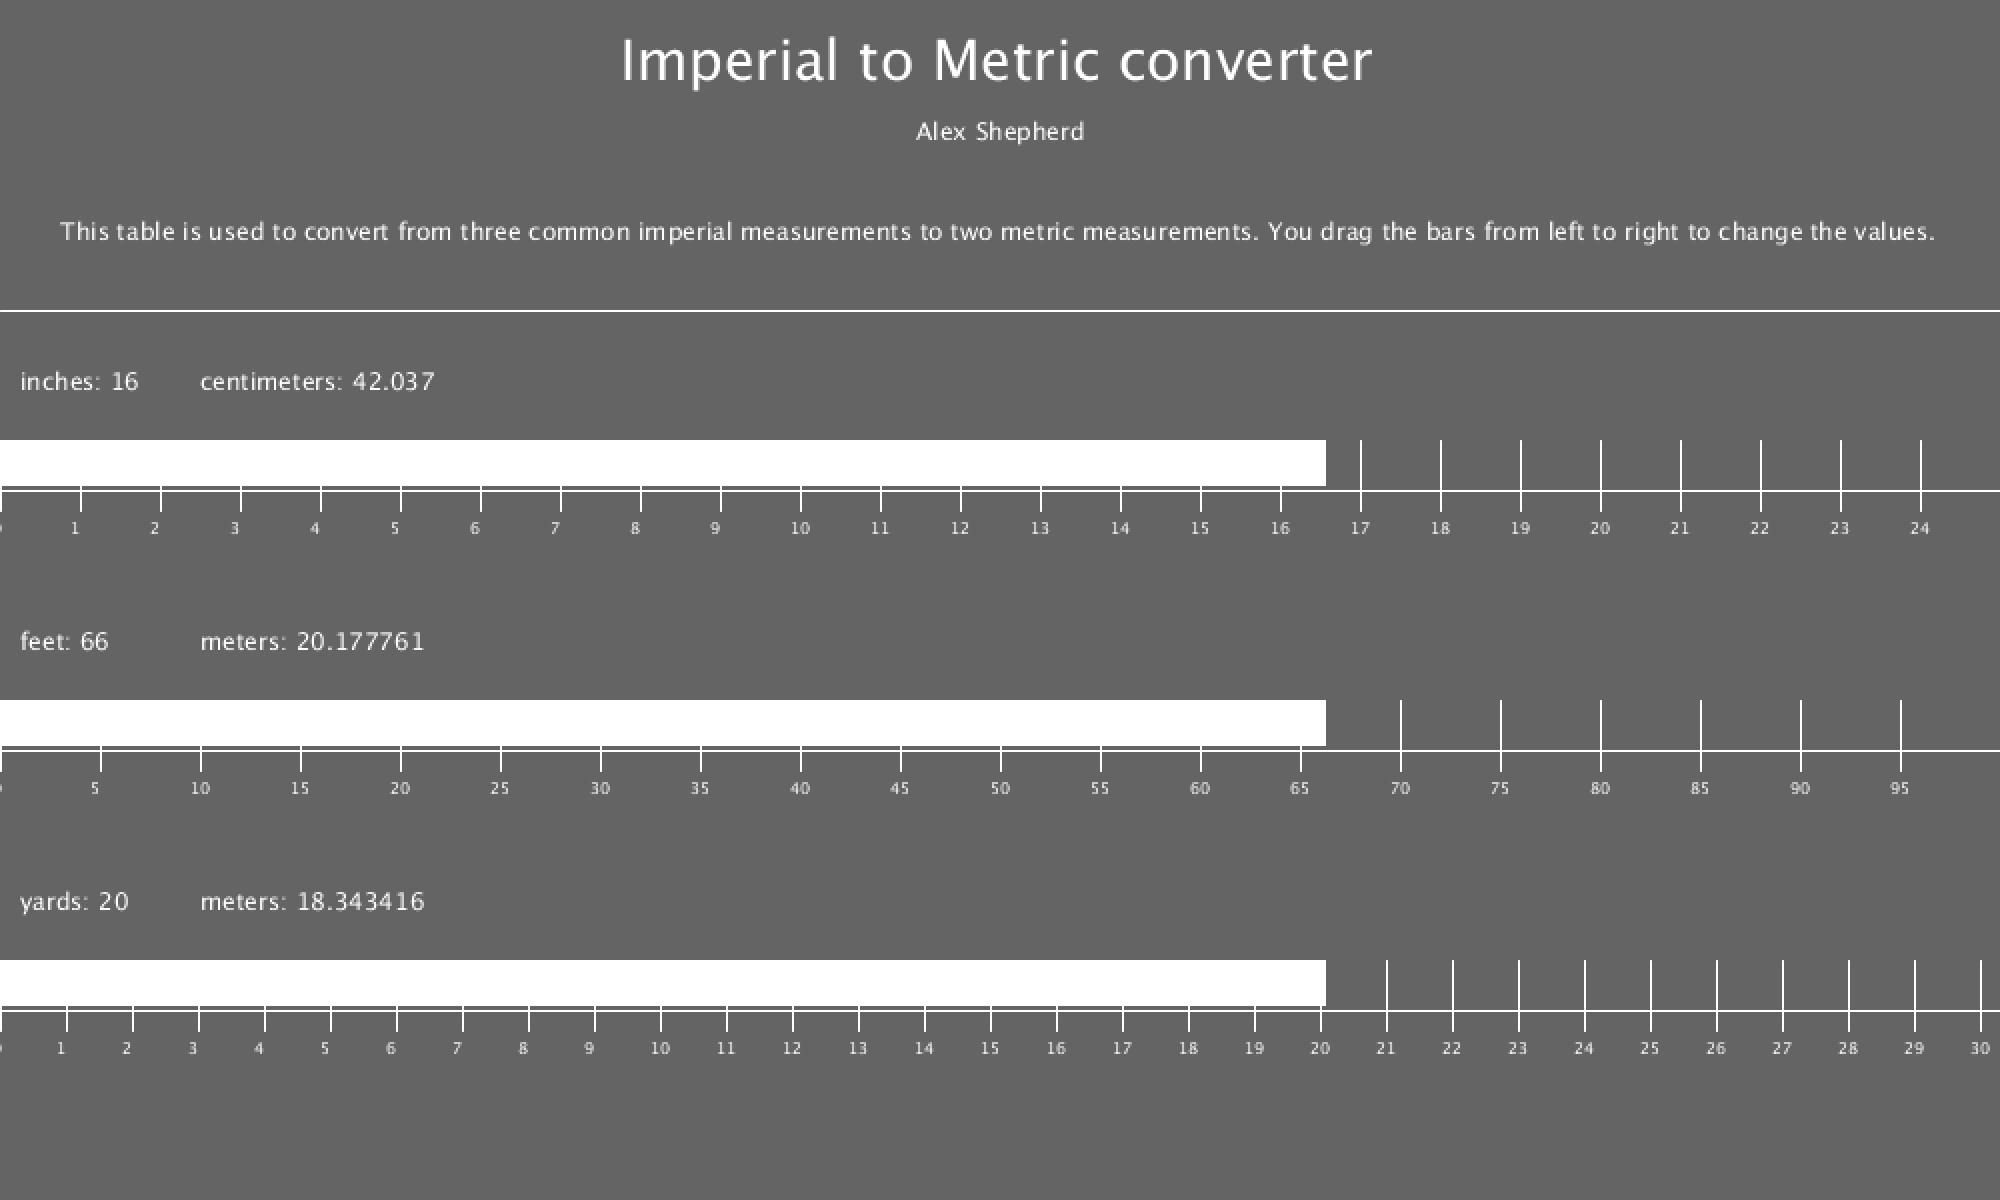 Imperial to Metric converter
Alex Shepherd
This table is used to convert from three common imperial measurements to two metric measurements. You drag the bars from left to right to change the values.
inches: 16 centimeters: 42.037
1 2 3 4 5 6 7 8 9 10 11 12 13 14 15 16 17 18 19 20 21 22 23 24
feet: 66 meters: 20.177761
5 10 15 20 25 30 35 40 45 50 55 60 65 70 75 80 85 90 95
yards: 20 meters: 18.343416
1 2 3 4 5 6 7 8 9 10 11 12 13 14 15 16 17 18 19 20 21 22 23 24 25 26 27 28 29 30